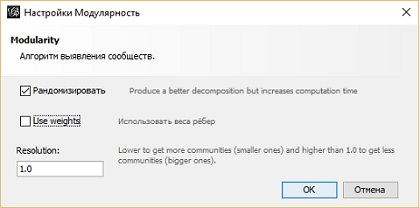 Настройки Модулярность
Modularity
Алгоритм выявления сообществ.
Рандомизировать Produce a better decomposition but increases computation time
Use weights Использовать веса рёбер
Resolution: Lower to get more communities (smaller ones) and higher than 1.0 to get less
1.0 communities (bigger ones).
OK Отмена